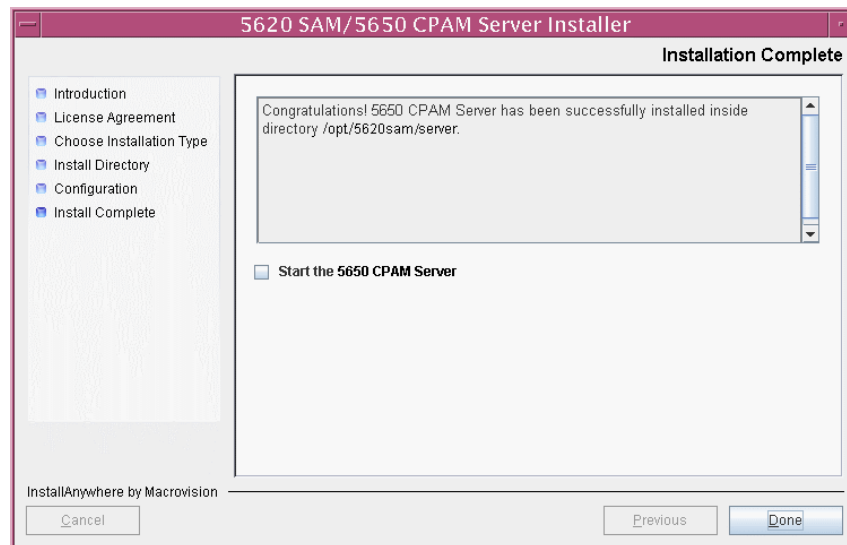 5620 SAM/5650 CPAM Server Installer
Installation Complete
Introduction
License Agreement
Choose Installation Type
Install Directory
Configuration
Install Complete
Congratulations! 5650 CPAM Server has been successfully installed inside
directory /opt/5620sam/server.
Start the 5650 CPAM Server
InstallAnywhere by Macrovision
Cancel
Previous
Done